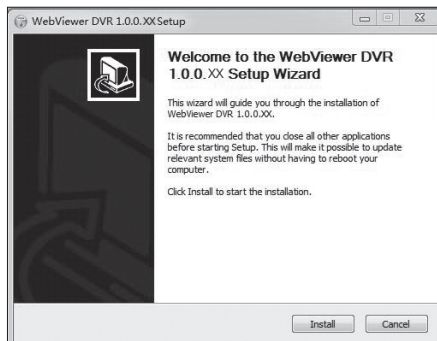 WebViewer DVR 1.0.0.XX Setup
Welcome to the WebViewer DVR
1.0.0.XX Setup Wizard
This wizard will guide you through the installation of
WebViewer DVR 1.0.0.XX.
It is recommended that you close all other applications
before starting Setup. This will make it possible to update
relevant system files without having to reboot your
computer.
Click Install to start the installation.
Install
Cancel